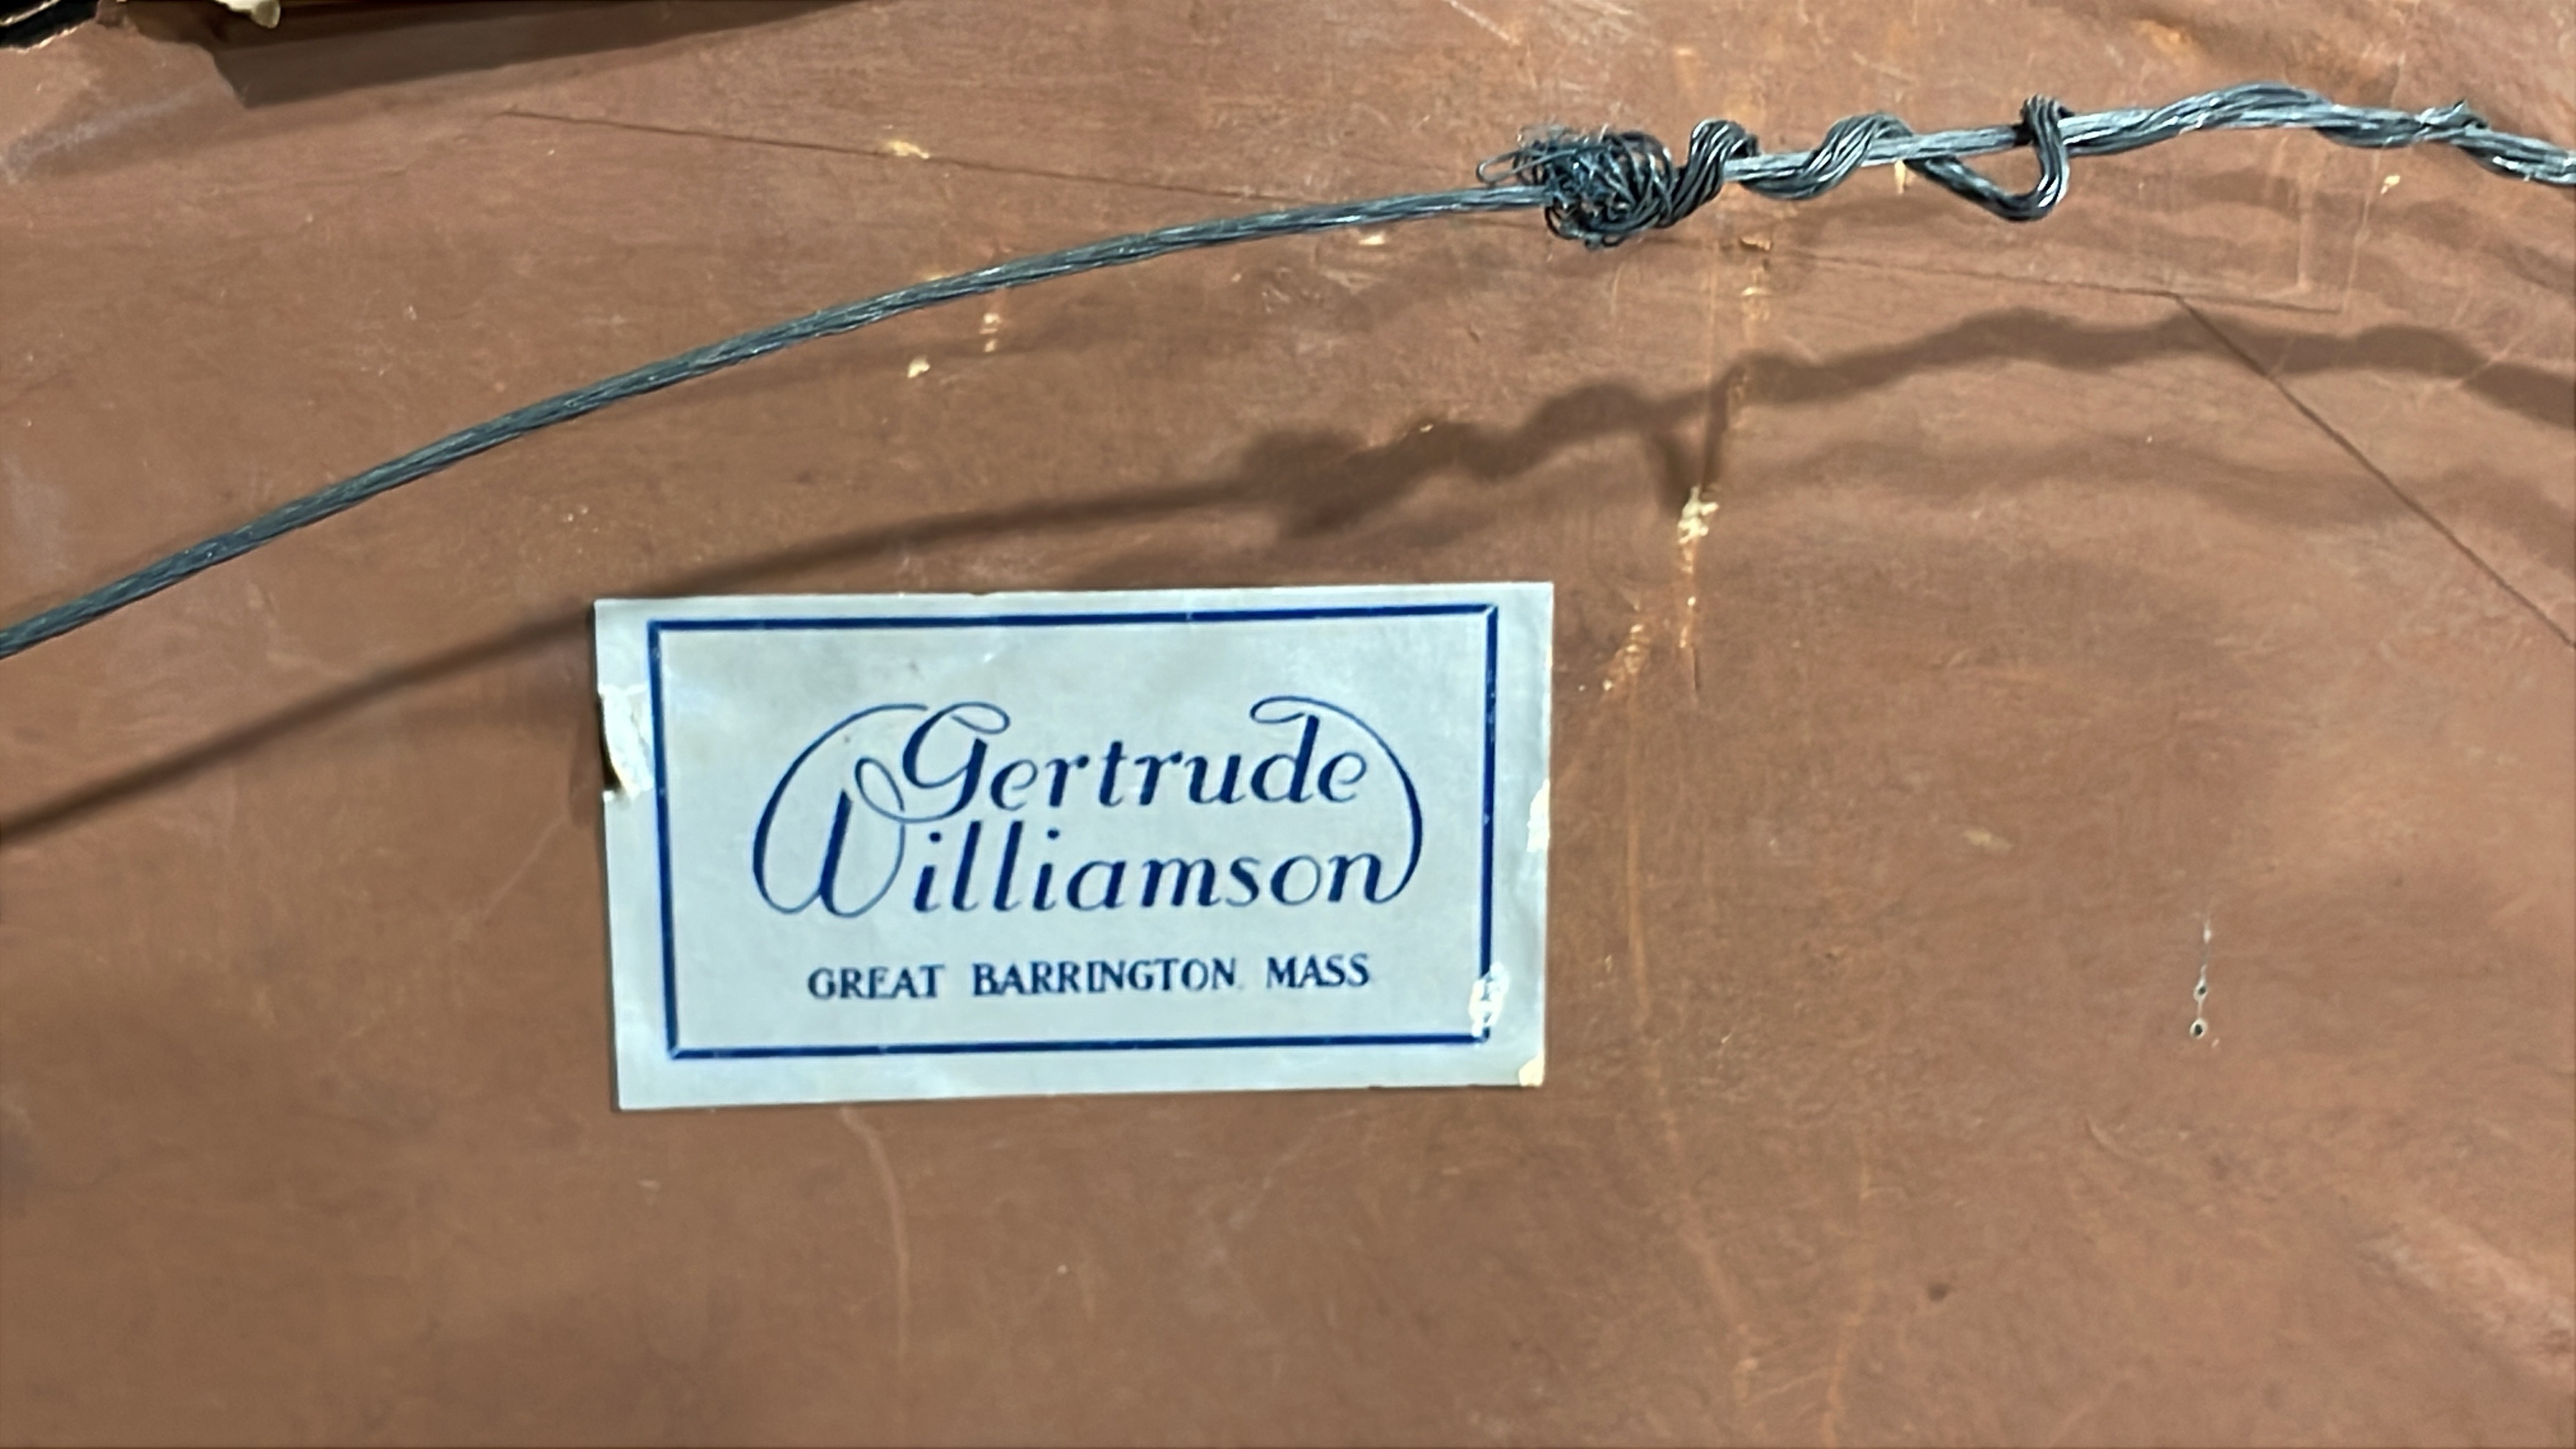 Gertrude
Williamson
GREAT BARRINGTON. MASS